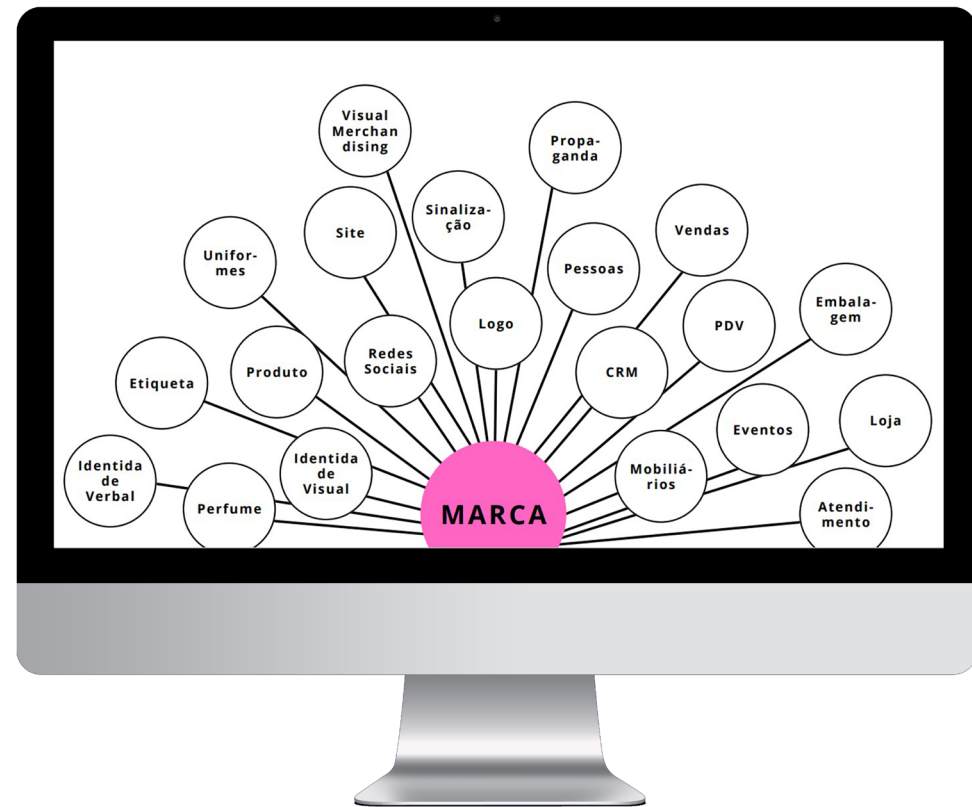 Visual
Merchan
dising
Propa-
ganda
Sinaliza-
ção
Site
Vendas
Unifor-
mes
Pessoas
Embala-
gem
Logo
PDV
Redes
Sociais
Produto
CRM
Etiqueta
Loja
Eventos
Identida
de
Verbal
Identida
de
Visual
Mobiliá-
rios
Perfume
MARCA
Atendi-
mento